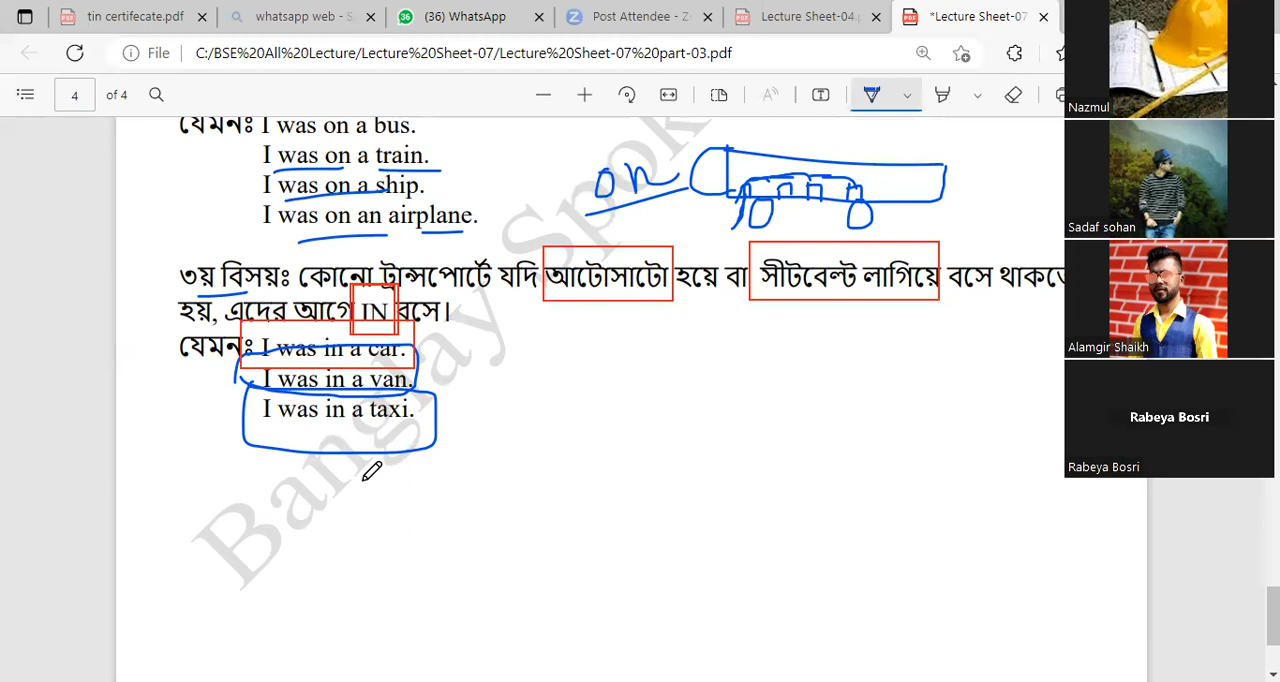 tin certifecate.pdf
whatsapp web - S
(36) WhatsApp
Post Attendee - Z
Lecture Sheet-04.
*Lecture Sheet-07
File
C:/BSE%20All%20Lecture/Lecture%20Sheet-07/Lecture%20Sheet-07%20part-03.pdf
4 of 4
যেমনঃ I was on a bus.
I was on a train.
I was on a ship.
I was on an airplane.
on
৩য় বিসয়ঃ কোনো ট্রান্সপোর্টে যদি আটোসাটো হয়ে বা সীটবেল্ট লাগিয়ে বসে থাকতে
হয়, এদের আগে IN বসে।
যেমনঃ I was in a car.
I was in a van.
I was in a taxi.
Banglay Spok
Nazmul
Sadaf sohan
Alamgir Shaikh
Rabeya Bosri
Rabeya Bosri